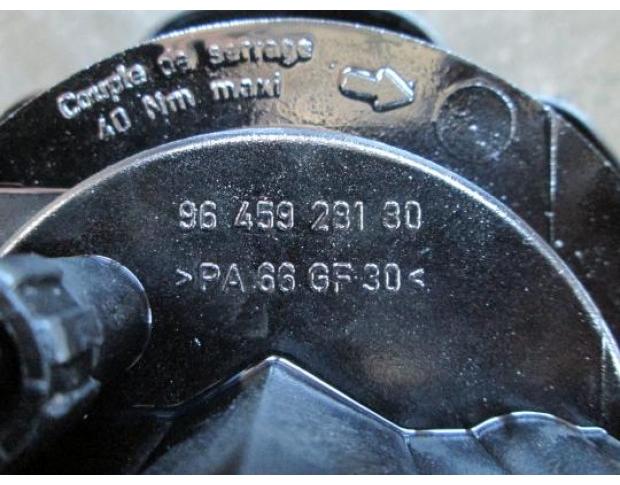 Couple de serrage
40 Nm maxi
96 459 281 80
>PA 66 GF 30<